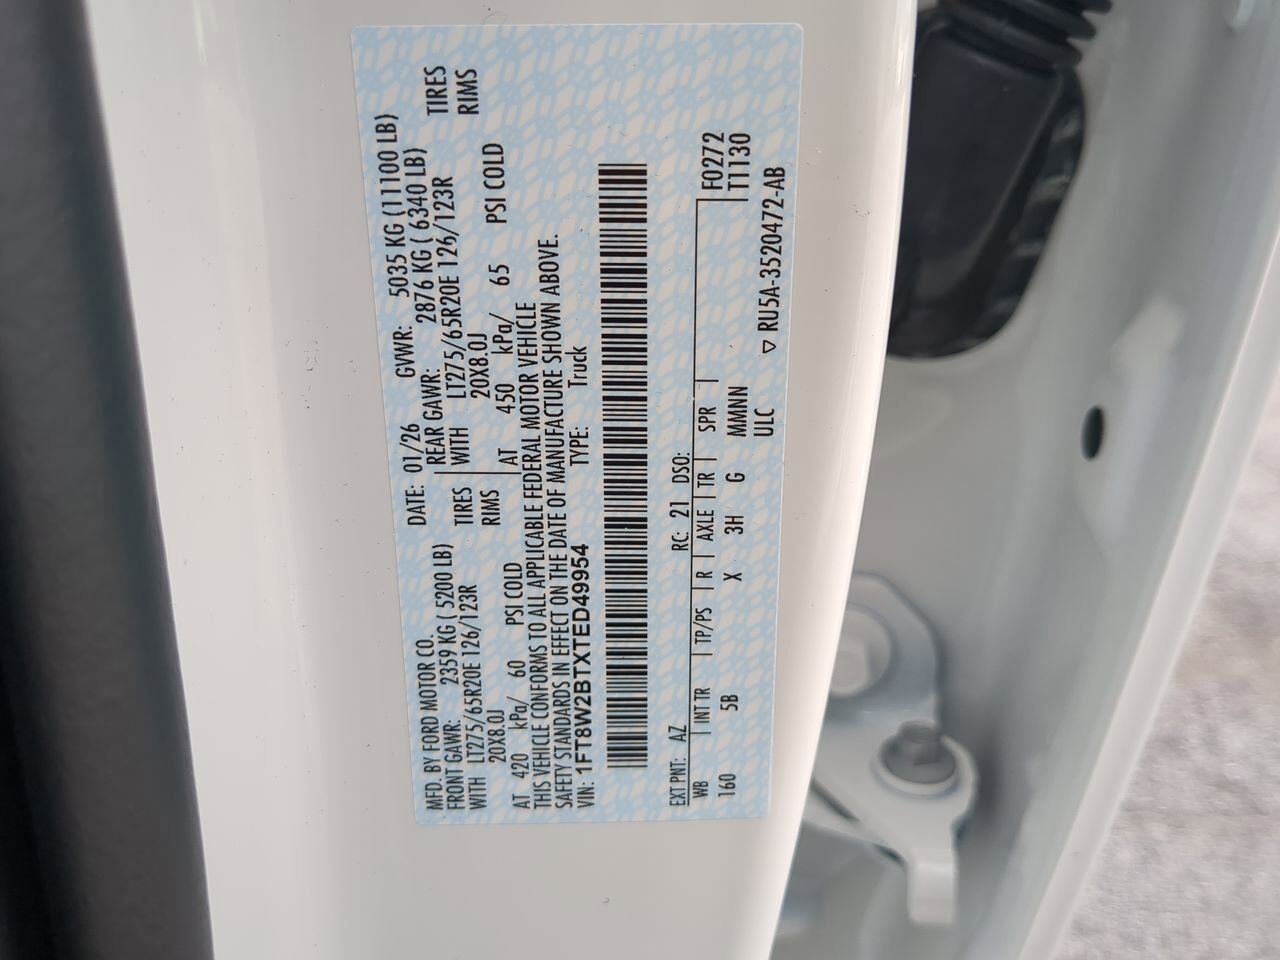 MFD. BY FORD MOTOR CO.
DATE: 01/26 GVWR: 5035 KG (11100 LB)
FRONT GAWR: 2359 KG ( 5200 LB)
REAR GAWR: 2876 KG ( 6340 LB)
WITH LT275/65R20E 126/123R TIRES
WITH LT275/65R20E 126/123R TIRES
20X8.0J RIMS
20X8.0J RIMS
AT 420 kPa/ 60 PSI COLD
AT 450 kPa/ 65 PSI COLD
THIS VEHICLE CONFORMS TO ALL APPLICABLE FEDERAL MOTOR VEHICLE
SAFETY STANDARDS IN EFFECT ON THE DATE OF MANUFACTURE SHOWN ABOVE.
VIN: 1FT8W2BTXTED49954 TYPE: Truck
EXT PNT: AZ RC: 21 DSO: F0272
WB INT TR TP/PS R AXLE TR SPR T1130
160 5B X 3H G MMNN
ULC
▽ RU5A-3520472-AB